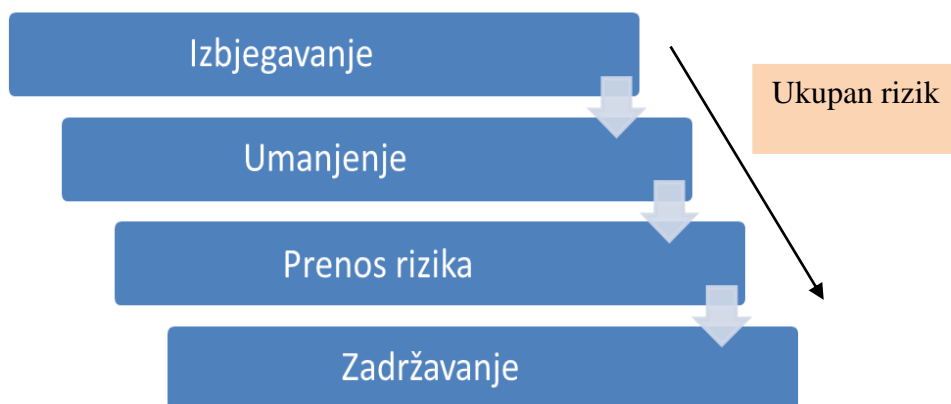 Izbjegavanje
Ukupan rizik
Umanjenje
Prenos rizika
Zadržavanje